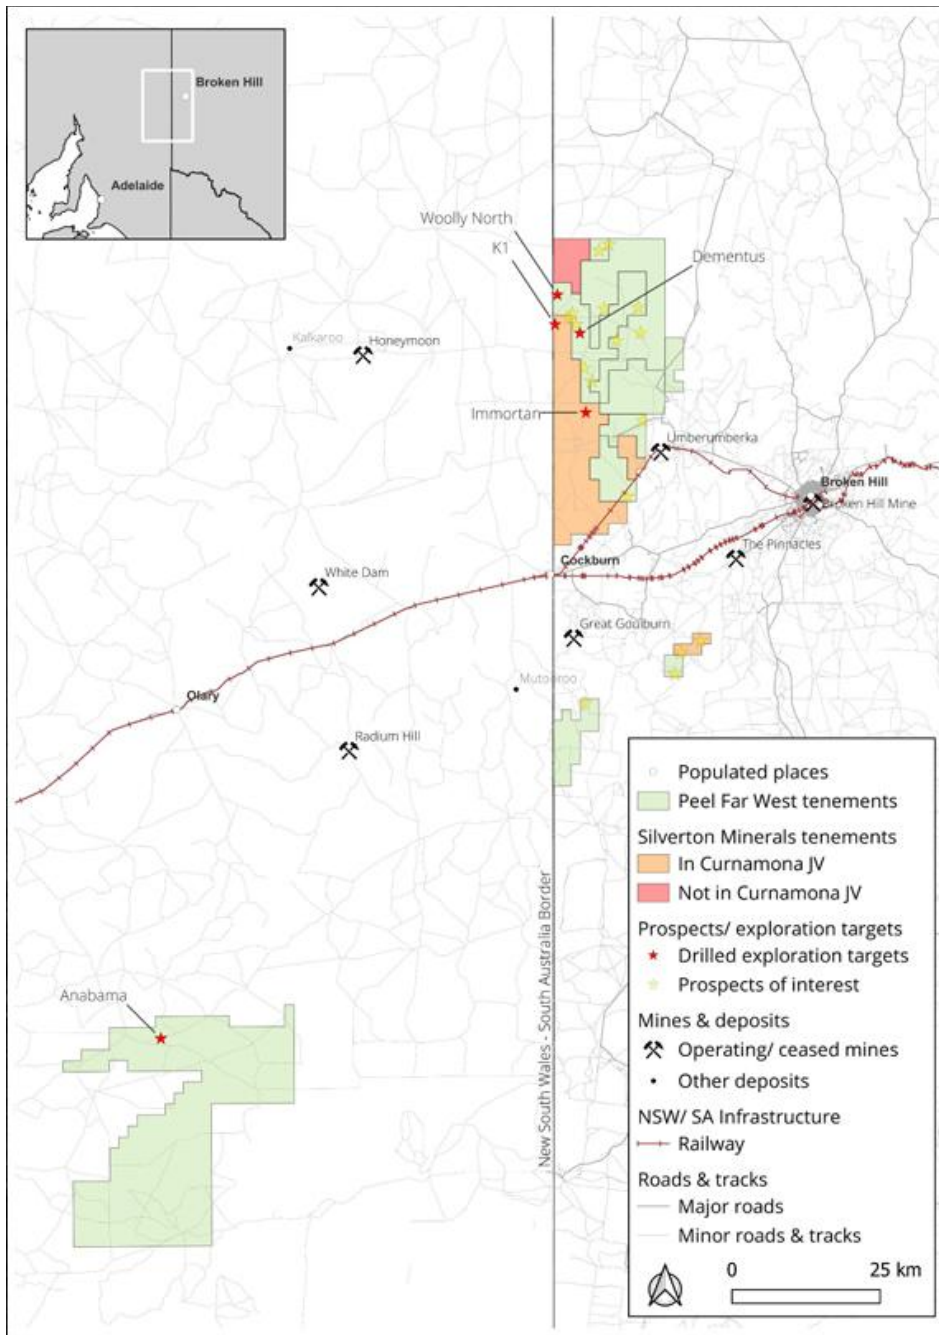 Broken Hill
Adelaide
Woolly North
K1
Dementus
Kalkaroo
Honeymoon
Immortan
Umberumberka
Broken Hill
Broken Hill Mine
The Pinnacles
Cockburn
White Dam
Great Goulburn
Mutooroo
Olary
Radium Hill
New South Wales - South Australia Border
Anabama
Populated places
Peel Far West tenements
Silverton Minerals tenements
In Curnamona JV
Not in Curnamona JV
Prospects/ exploration targets
Drilled exploration targets
Prospects of interest
Mines & deposits
Operating/ ceased mines
Other deposits
NSW/ SA Infrastructure
Railway
Roads & tracks
Major roads
Minor roads & tracks
0 25 km